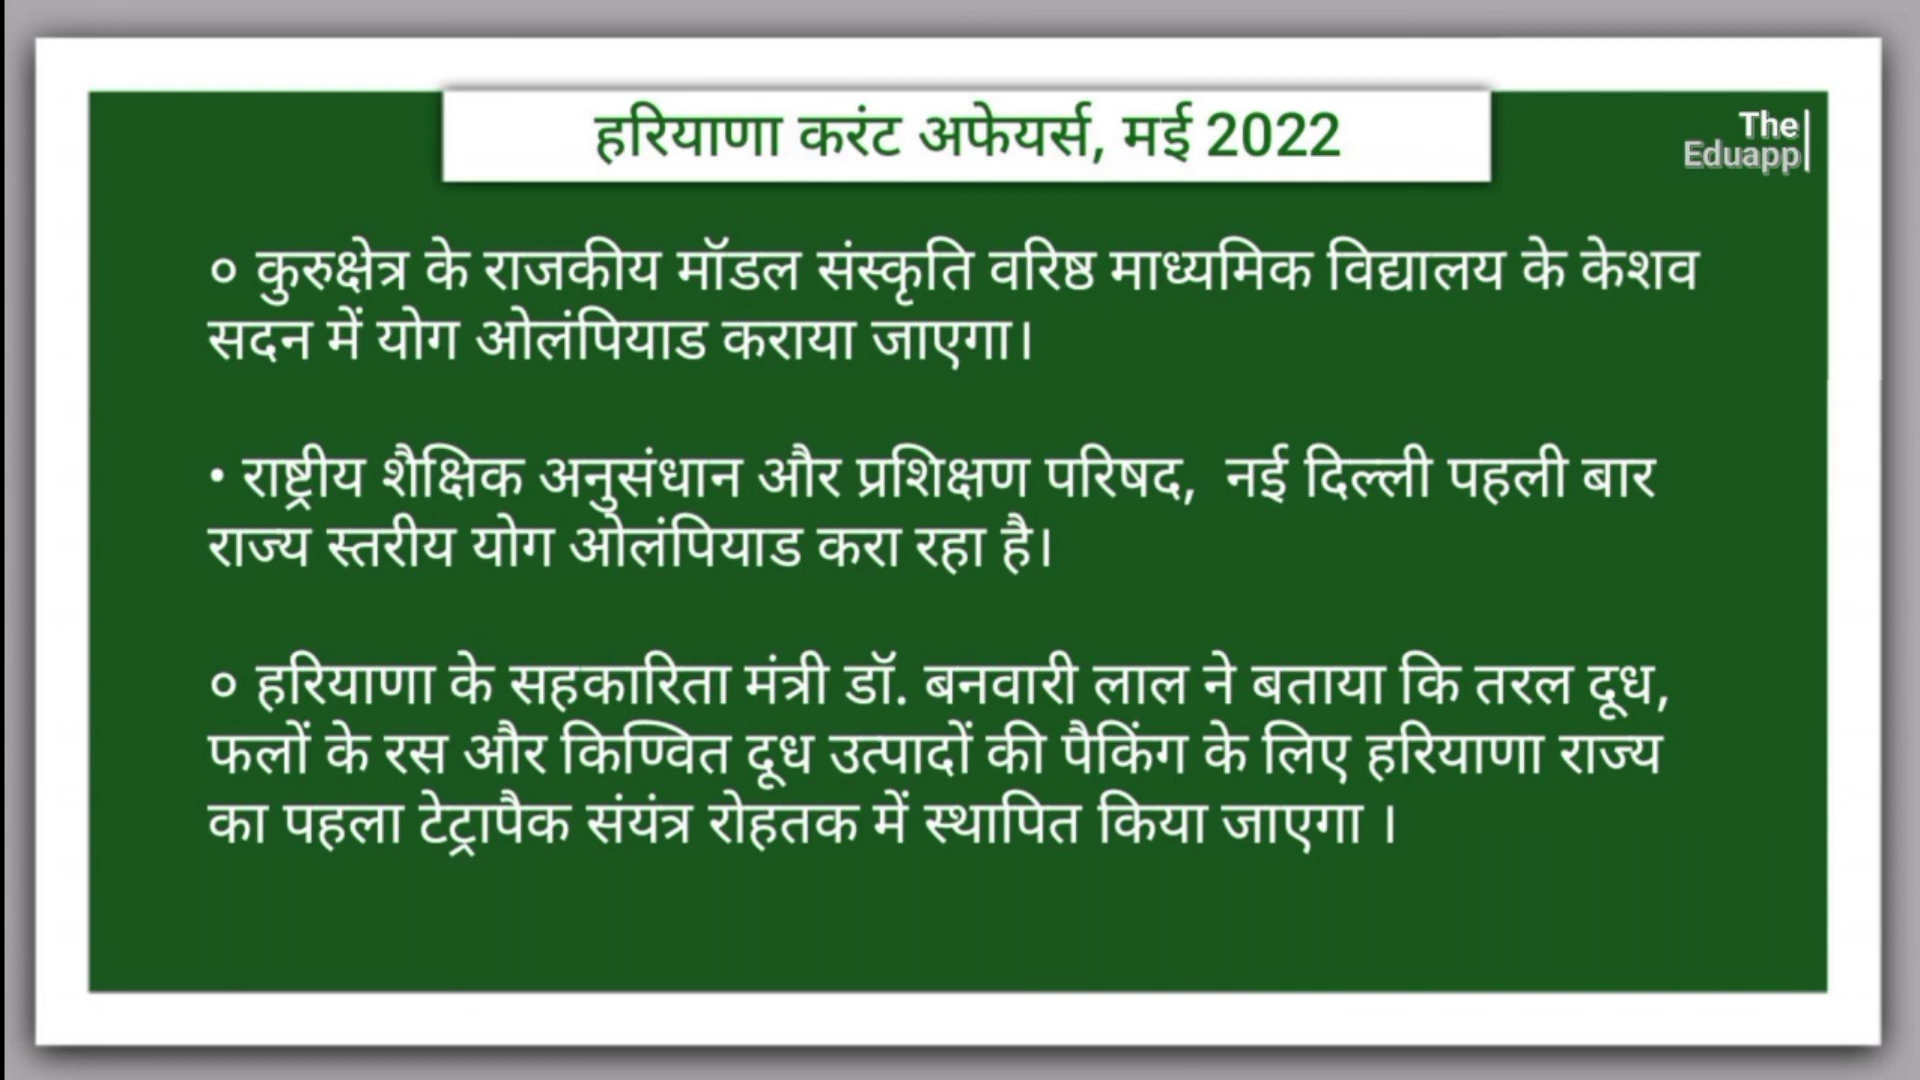 हरियाणा करंट अफेयर्स, मई 2022
The
Eduapp
० कुरुक्षेत्र के राजकीय मॉडल संस्कृति वरिष्ठ माध्यमिक विद्यालय के केशव
सदन में योग ओलंपियाड कराया जाएगा।
• राष्ट्रीय शैक्षिक अनुसंधान और प्रशिक्षण परिषद, नई दिल्ली पहली बार
राज्य स्तरीय योग ओलंपियाड करा रहा है।
० हरियाणा के सहकारिता मंत्री डॉ. बनवारी लाल ने बताया कि तरल दूध,
फलों के रस और किण्वित दूध उत्पादों की पैकिंग के लिए हरियाणा राज्य
का पहला टेट्रापैक संयंत्र रोहतक में स्थापित किया जाएगा ।